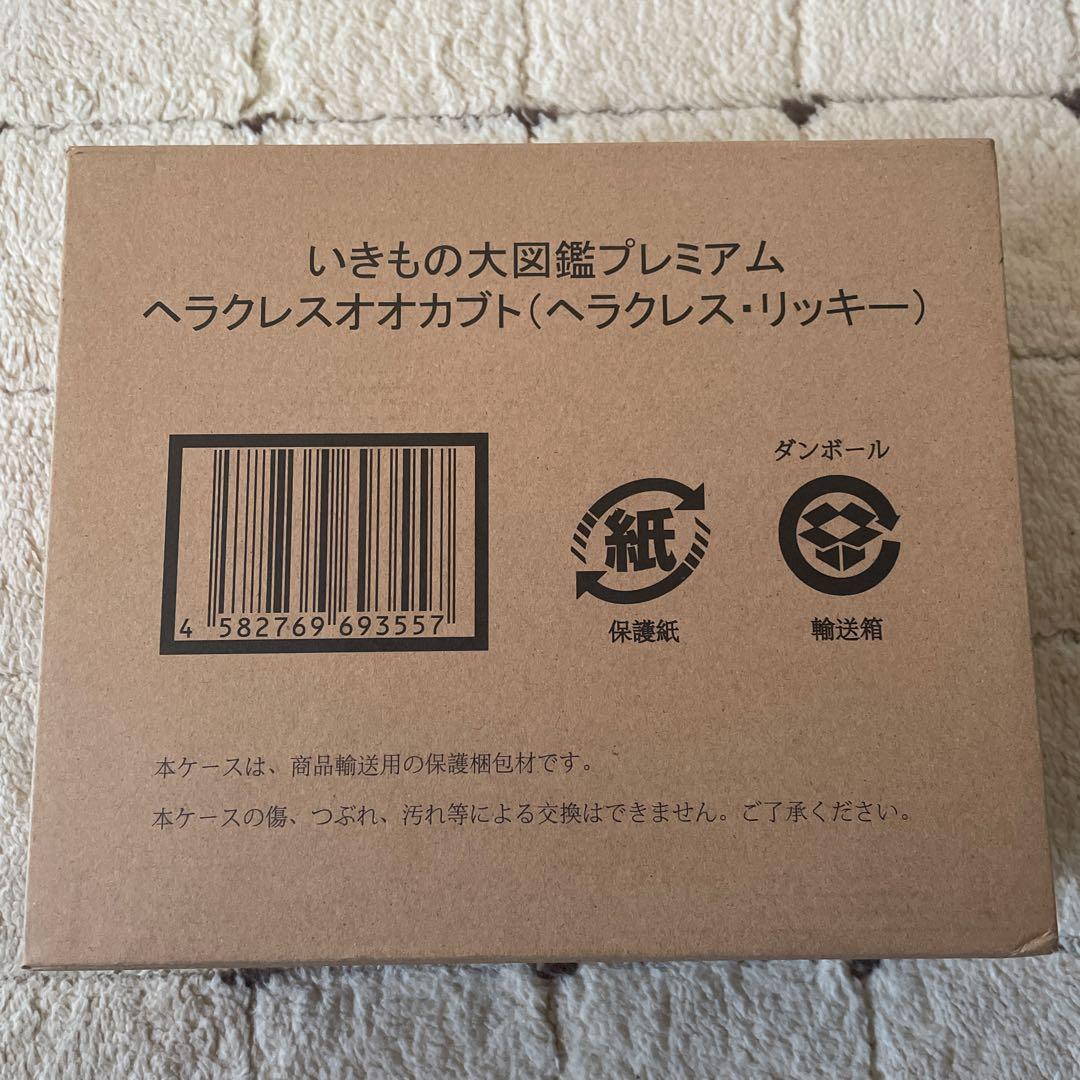 いきもの大図鑑プレミアム
ヘラクレスオオカブト(ヘラクレス・リッキー)
ダンボール
紙
4 582769 693557
保護紙
輸送箱
本ケースは、商品輸送用の保護梱包材です。
本ケースの傷、つぶれ、汚れ等による交換はできません。ご了承ください。